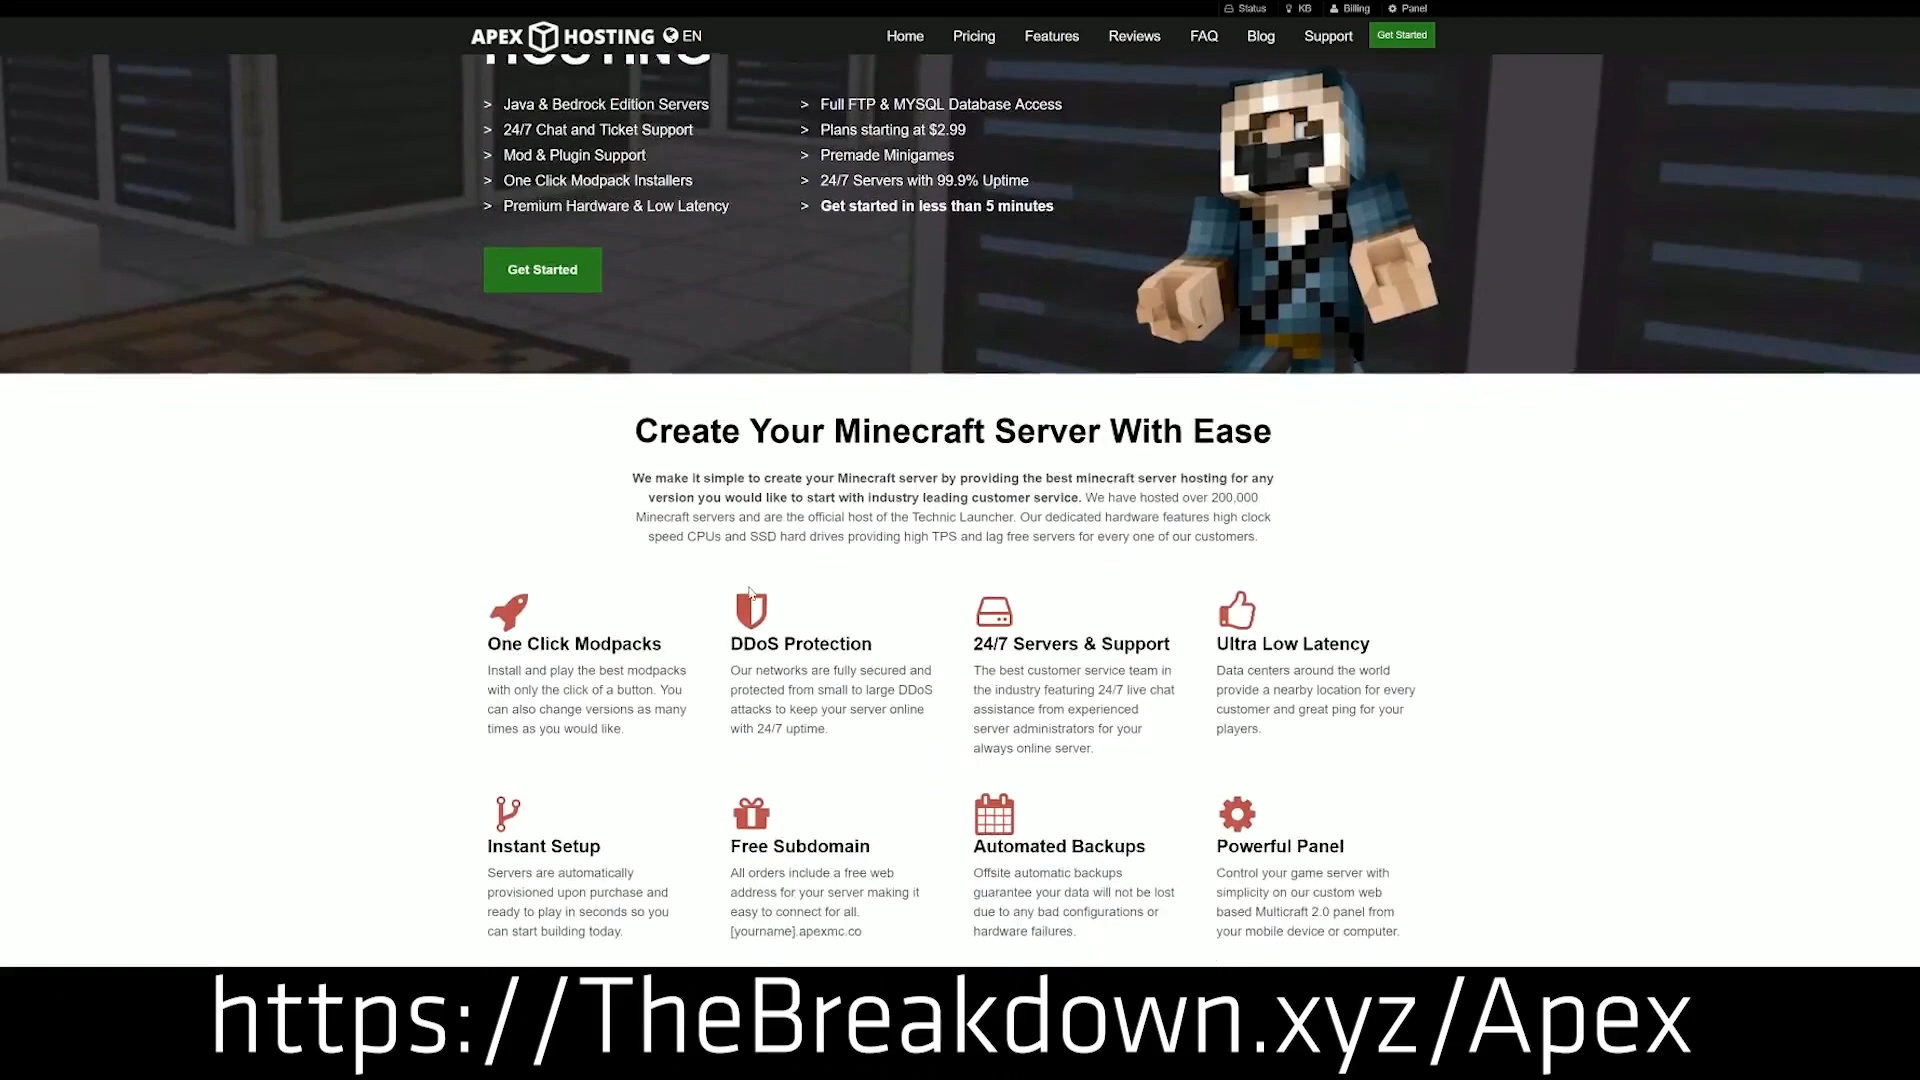 Status KB Billing Panel
APEX HOSTING EN Home Pricing Features Reviews FAQ Blog Support Get Started
HOSTING
> Java & Bedrock Edition Servers
> 24/7 Chat and Ticket Support
> Mod & Plugin Support
> One Click Modpack Installers
> Premium Hardware & Low Latency
> Full FTP & MYSQL Database Access
> Plans starting at $2.99
> Premade Minigames
> 24/7 Servers with 99.9% Uptime
> Get started in less than 5 minutes
Get Started
Create Your Minecraft Server With Ease
We make it simple to create your Minecraft server by providing the best minecraft server hosting for any
version you would like to start with industry leading customer service. We have hosted over 200,000
Minecraft servers and are the official host of the Technic Launcher. Our dedicated hardware features high clock
speed CPUs and SSD hard drives providing high TPS and lag free servers for every one of our customers.
One Click Modpacks
Install and play the best modpacks
with only the click of a button. You
can also change versions as many
times as you would like.
DDoS Protection
Our networks are fully secured and
protected from small to large DDoS
attacks to keep your server online
with 24/7 uptime.
24/7 Servers & Support
The best customer service team in
the industry featuring 24/7 live chat
assistance from experienced
server administrators for your
always online server.
Ultra Low Latency
Data centers around the world
provide a nearby location for every
customer and great ping for your
players.
Instant Setup
Servers are automatically
provisioned upon purchase and
ready to play in seconds so you
can start building today.
Free Subdomain
All orders include a free web
address for your server making it
easy to connect for all.
[yourname].apexmc.co
Automated Backups
Offsite automatic backups
guarantee your data will not be lost
due to any bad configurations or
hardware failures.
Powerful Panel
Control your game server with
simplicity on our custom web
based Multicraft 2.0 panel from
your mobile device or computer.
https://TheBreakdown.xyz/Apex